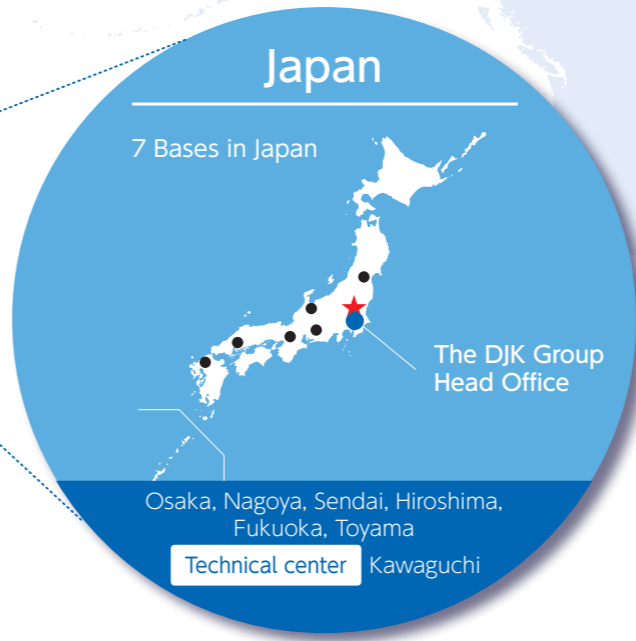 Japan
7 Bases in Japan
The DJK Group
Head Office
Osaka, Nagoya, Sendai, Hiroshima,
Fukuoka, Toyama
Technical center Kawaguchi